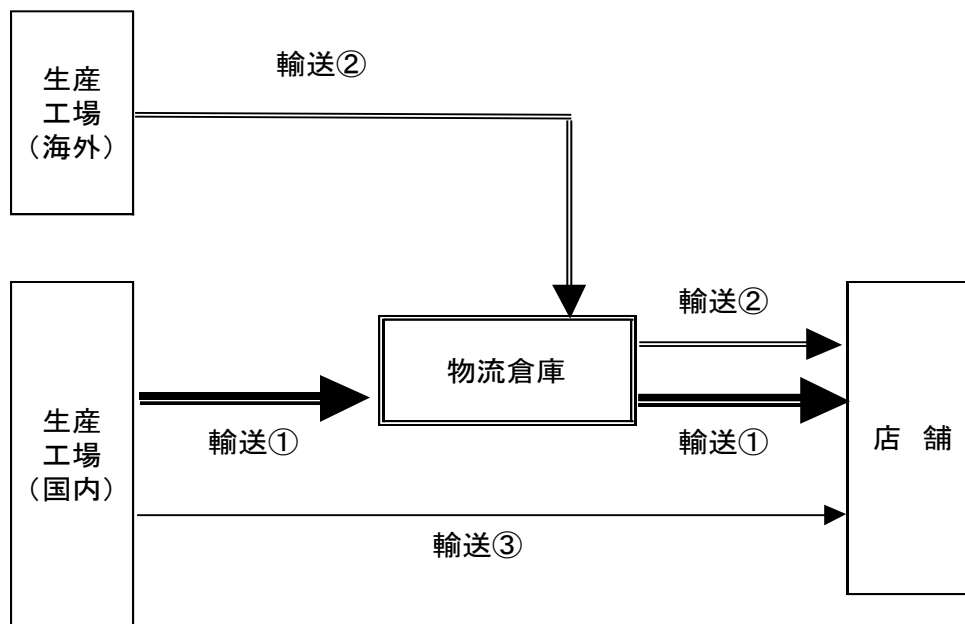 輸送②
生産
工場
（海外）
輸送②
物流倉庫
生産
工場
（国内）
輸送①
輸送①
店　舗
輸送③